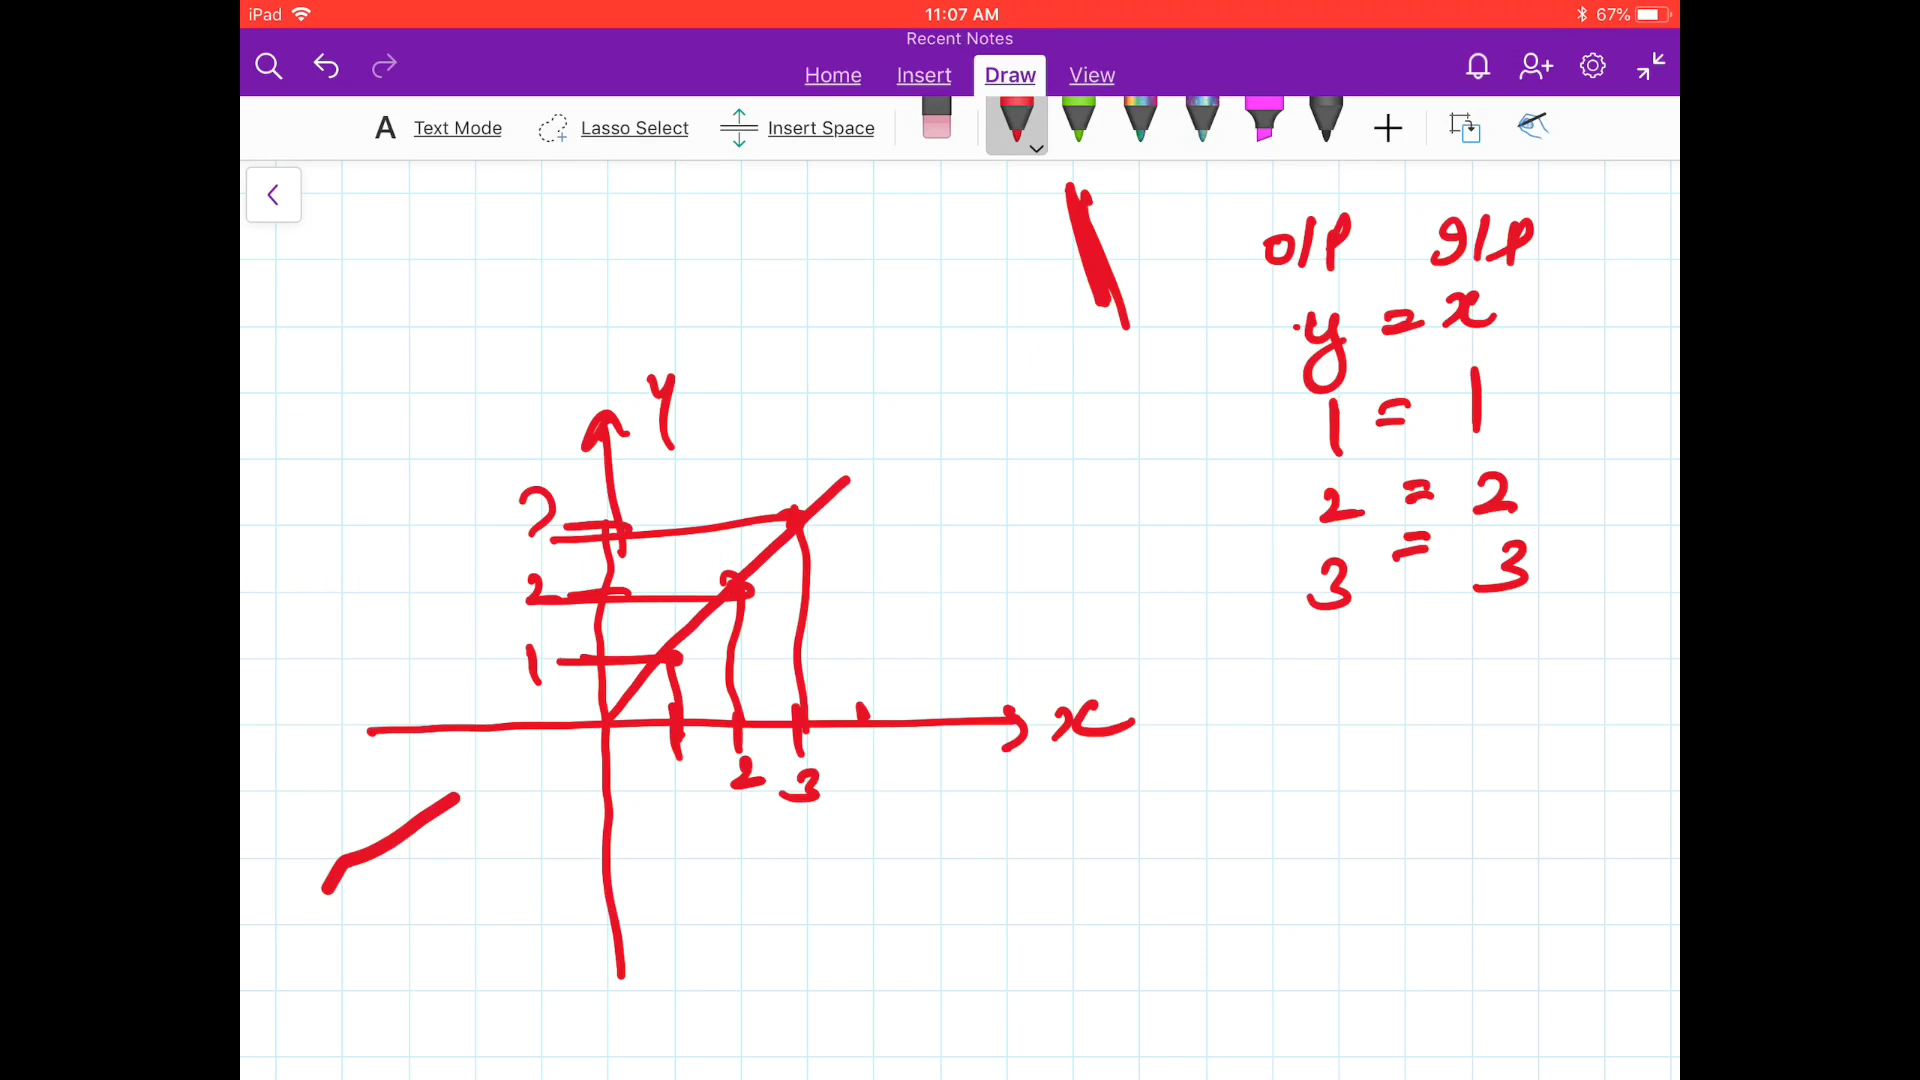 iPad 11:07 AM 67%
Recent Notes
Home Insert Draw View
A Text Mode Lasso Select Insert Space
o/p
y = x
1 = 1
2 = 2
3 = 3
y
2
1
x
2 3